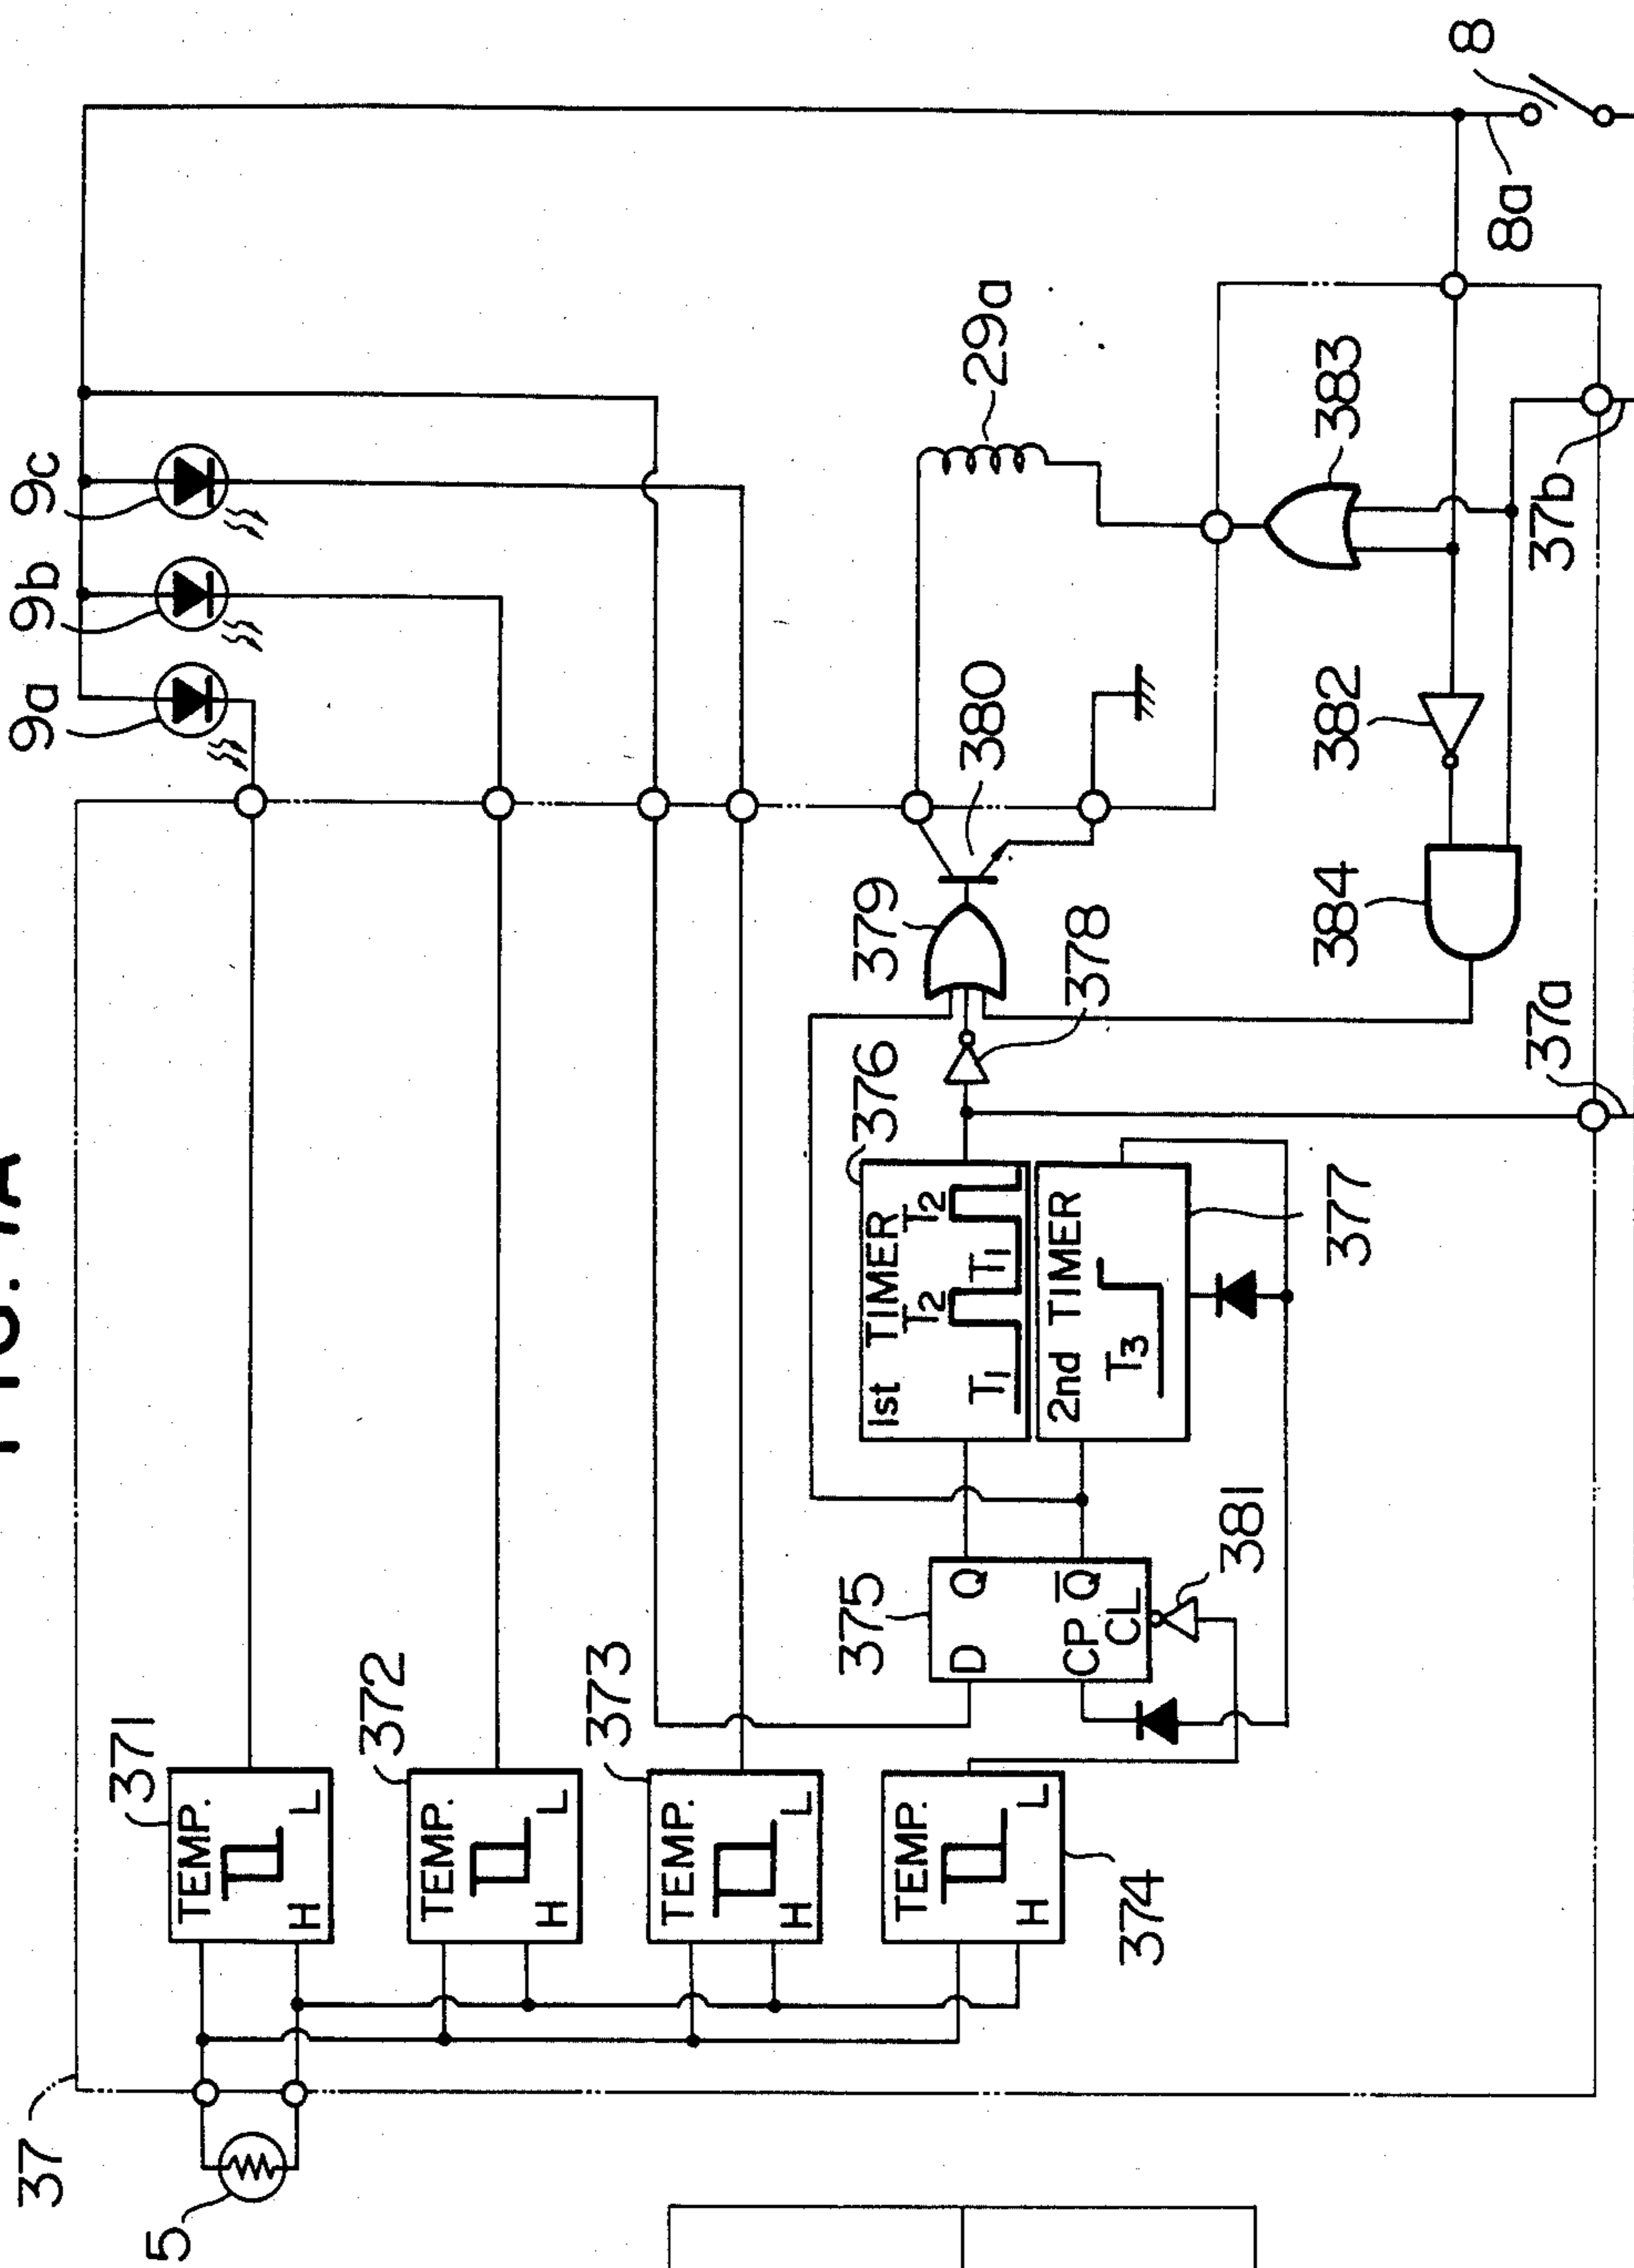 FIG. 7A
9a
9b
9c
8
8a
29a
380
379
378
383
382
384
37b
37a
376
1st TIMER
T1
T2
T1
T2
377
2nd TIMER
T3
375
D
Q
CP
Q̅
CL
381
371
TEMP.
H
L
372
TEMP.
H
L
373
TEMP.
H
L
374
TEMP.
H
L
37
5